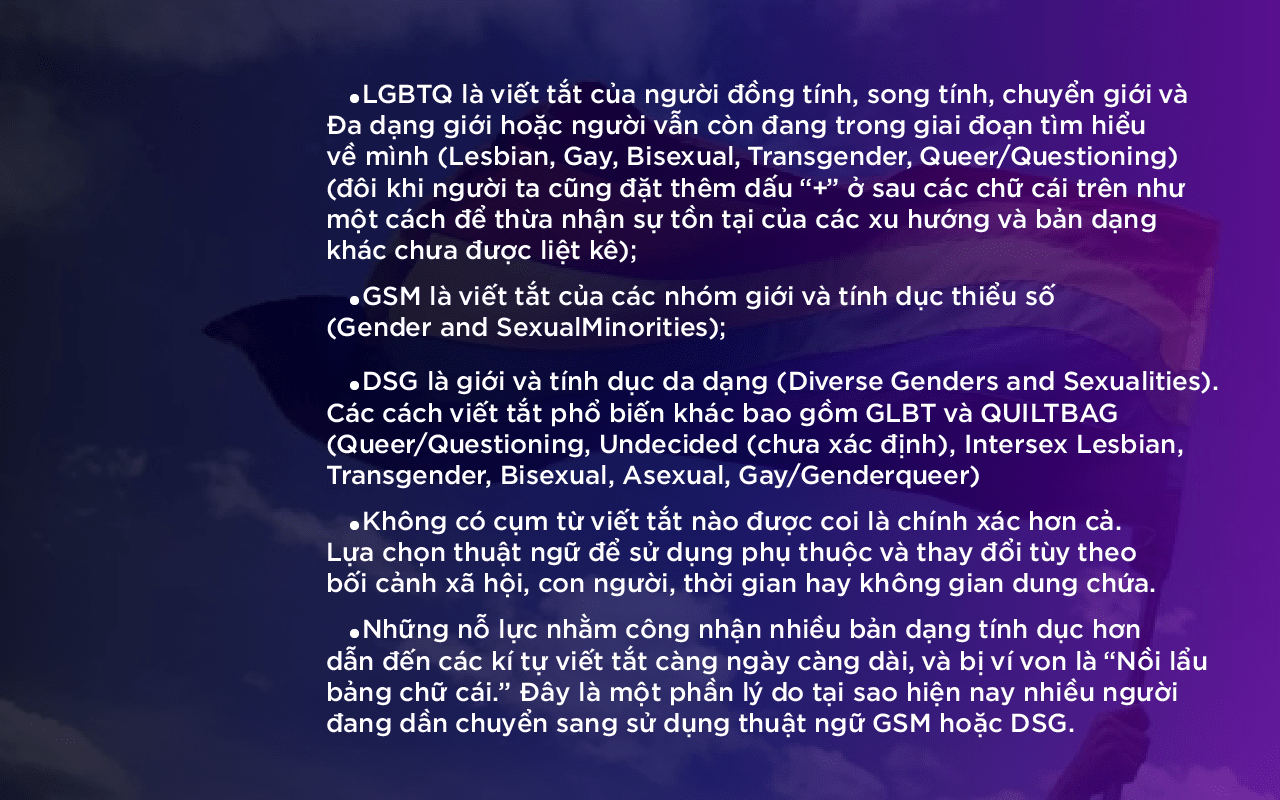 •LGBTQ là viết tắt của người đồng tính, song tính, chuyển giới và
Đa dạng giới hoặc người vẫn còn đang trong giai đoạn tìm hiểu
về mình (Lesbian, Gay, Bisexual, Transgender, Queer/Questioning)
(đôi khi người ta cũng đặt thêm dấu “+” ở sau các chữ cái trên như
một cách để thừa nhận sự tồn tại của các xu hướng và bản dạng
khác chưa được liệt kê);
•GSM là viết tắt của các nhóm giới và tính dục thiểu số
(Gender and SexualMinorities);
•DSG là giới và tính dục da dạng (Diverse Genders and Sexualities).
Các cách viết tắt phổ biến khác bao gồm GLBT và QUILTBAG
(Queer/Questioning, Undecided (chưa xác định), Intersex Lesbian,
Transgender, Bisexual, Asexual, Gay/Genderqueer)
•Không có cụm từ viết tắt nào được coi là chính xác hơn cả.
Lựa chọn thuật ngữ để sử dụng phụ thuộc và thay đổi tùy theo
bối cảnh xã hội, con người, thời gian hay không gian dung chứa.
•Những nỗ lực nhằm công nhận nhiều bản dạng tính dục hơn
dẫn đến các kí tự viết tắt càng ngày càng dài, và bị ví von là “Nồi lẩu
bảng chữ cái.” Đây là một phần lý do tại sao hiện nay nhiều người
đang dần chuyển sang sử dụng thuật ngữ GSM hoặc DSG.